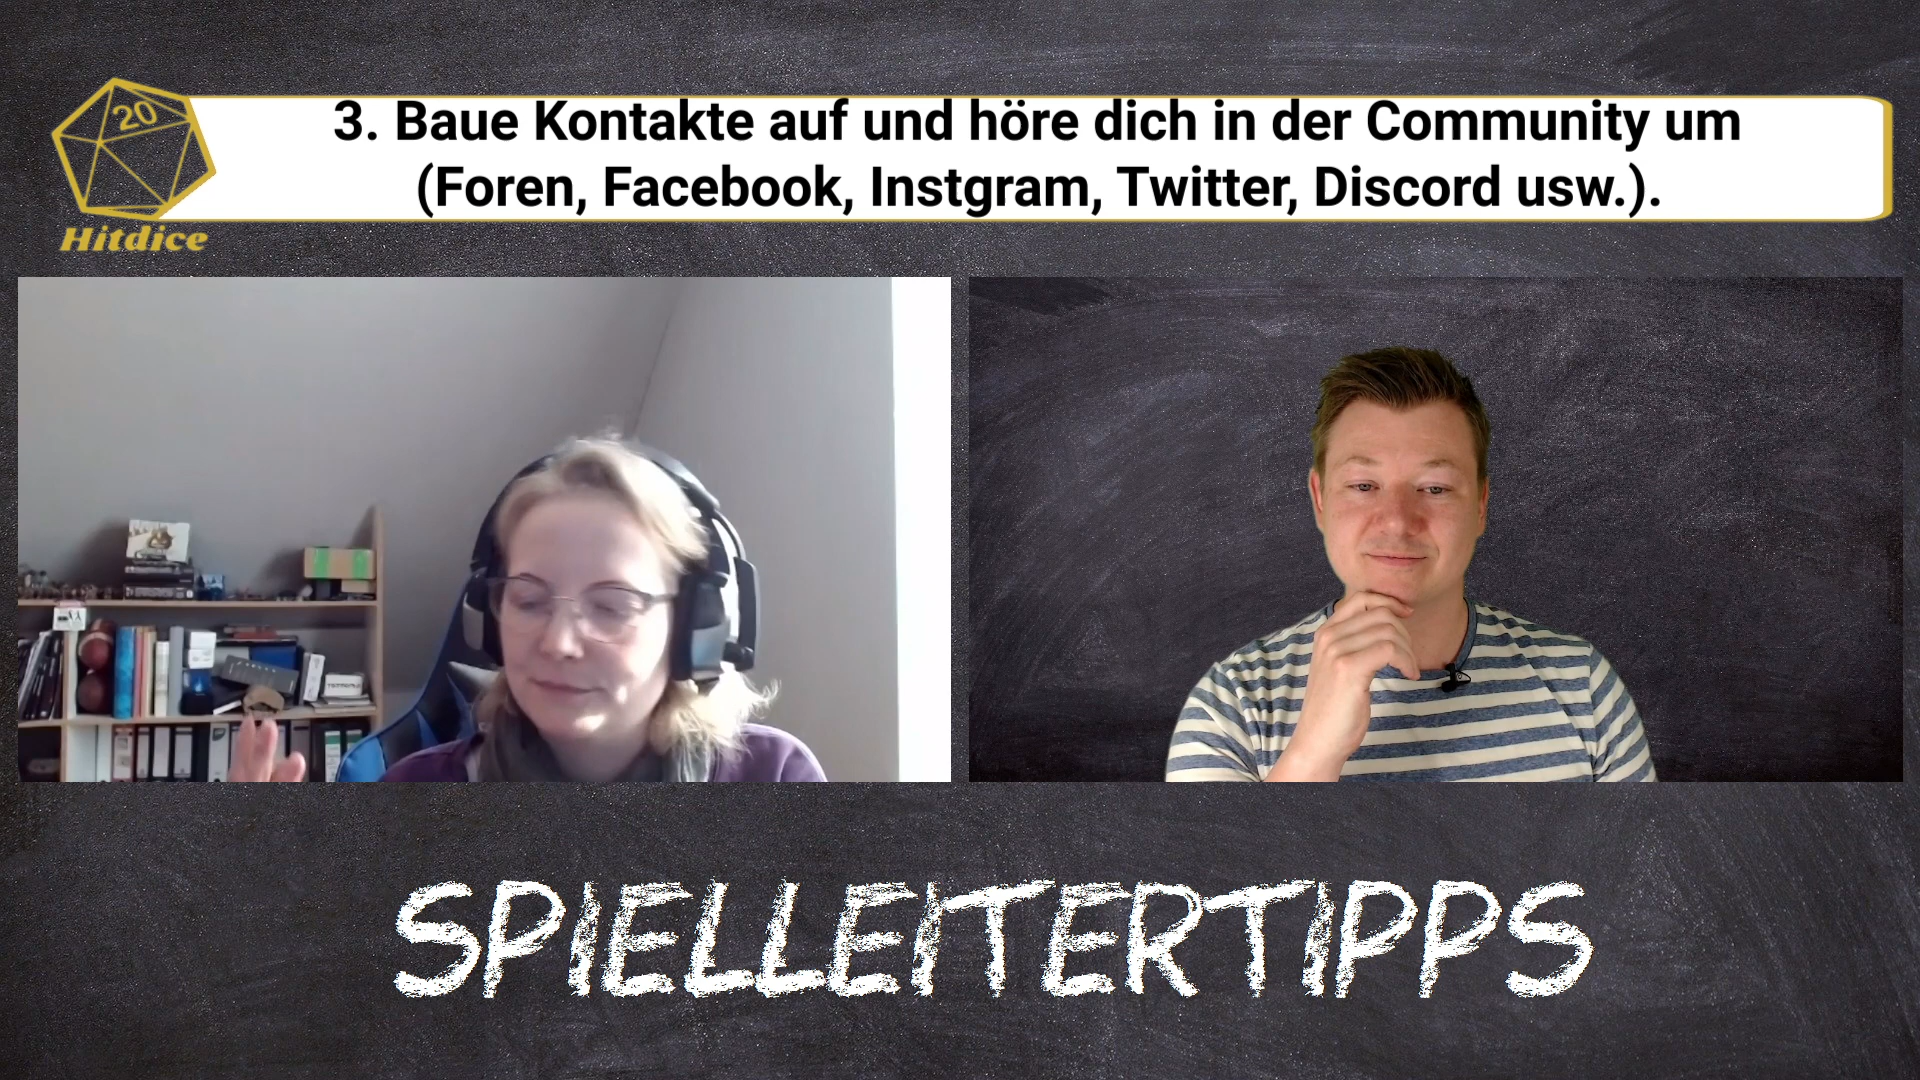 20
Hitdice
3. Baue Kontakte auf und höre dich in der Community um
(Foren, Facebook, Instgram, Twitter, Discord usw.).
SPIELLEITERTIPPS